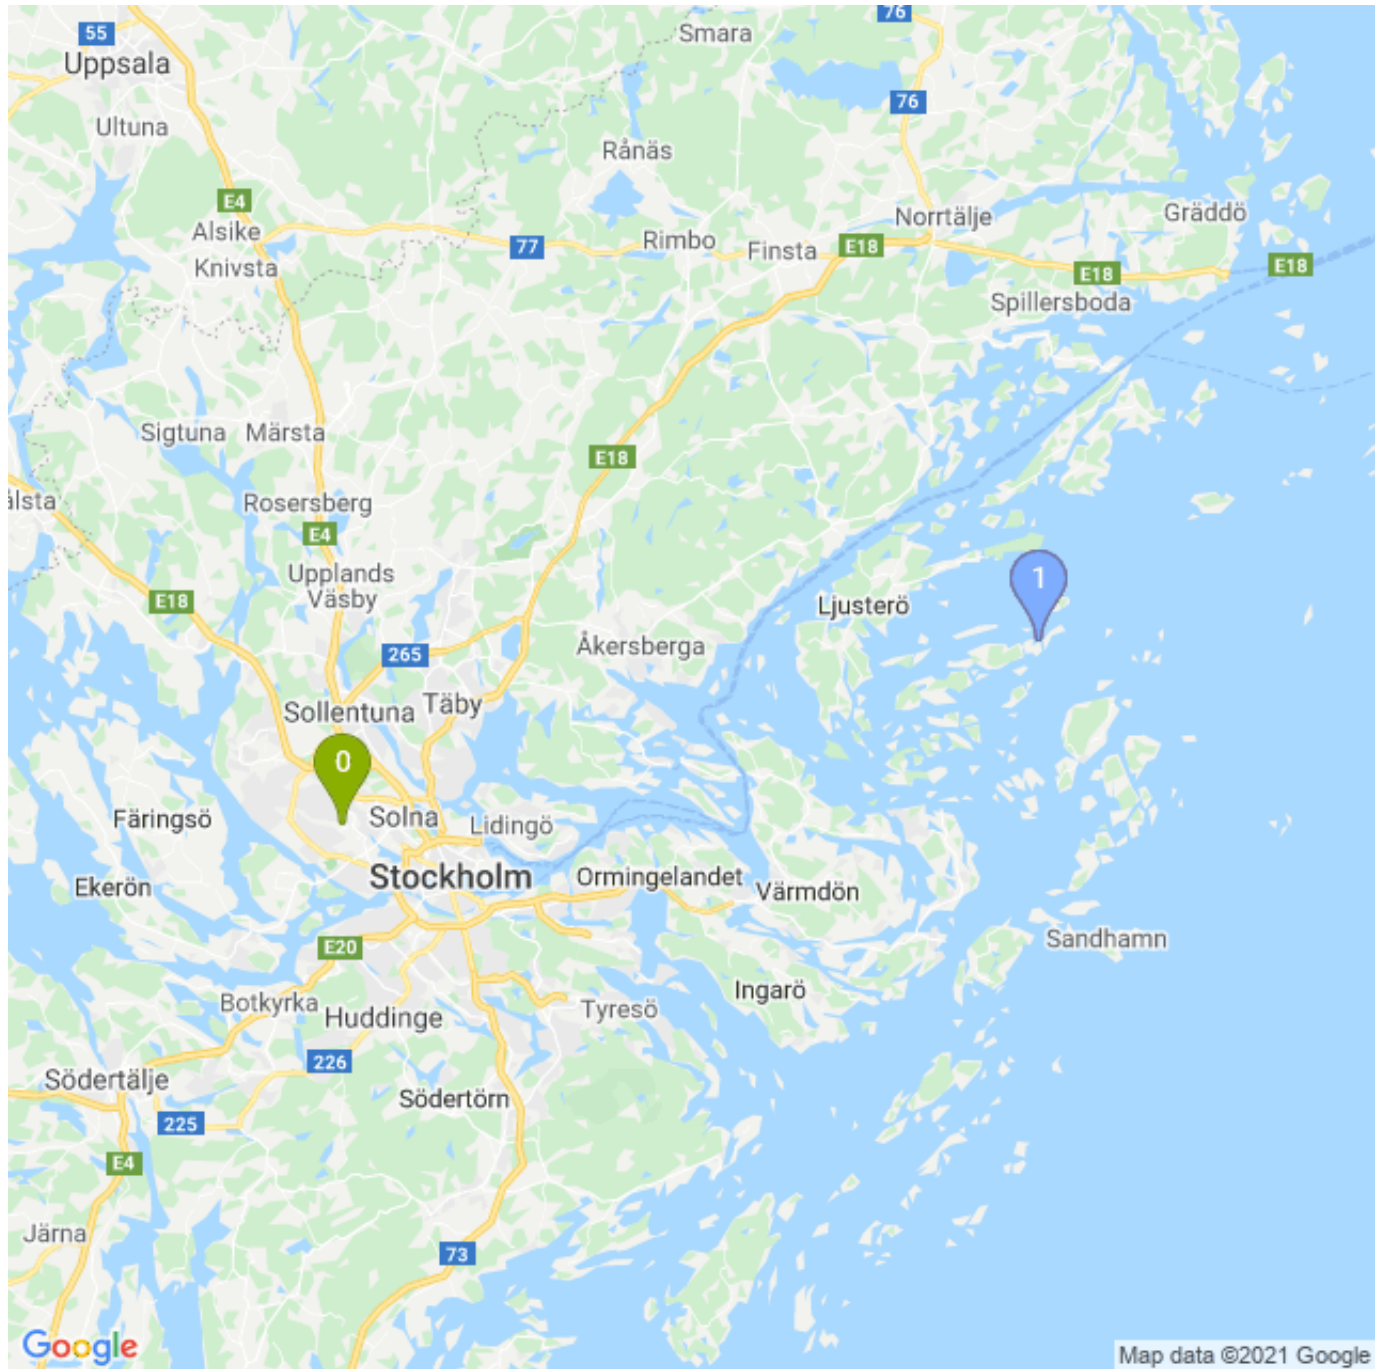 55
76
Smara
Uppsala
76
Ultuna
Rånäs
E4
Norrtälje
Gräddö
Alsike
77
Rimbo
Finsta
E18
E18
E18
Knivsta
Spillersboda
Sigtuna
Märsta
E18
ålsta
Rosersberg
E4
Upplands
Väsby
1
E18
Ljusterö
265
Åkersberga
Sollentuna
Täby
0
Färingsö
Solna
Lidingö
Ekerön
Stockholm
Ormingelandet
Värmdön
E20
Sandhamn
Botkyrka
Huddinge
Ingarö
Tyresö
226
Södertälje
Södertörn
225
E4
Järna
73
Google
Map data ©2021 Google